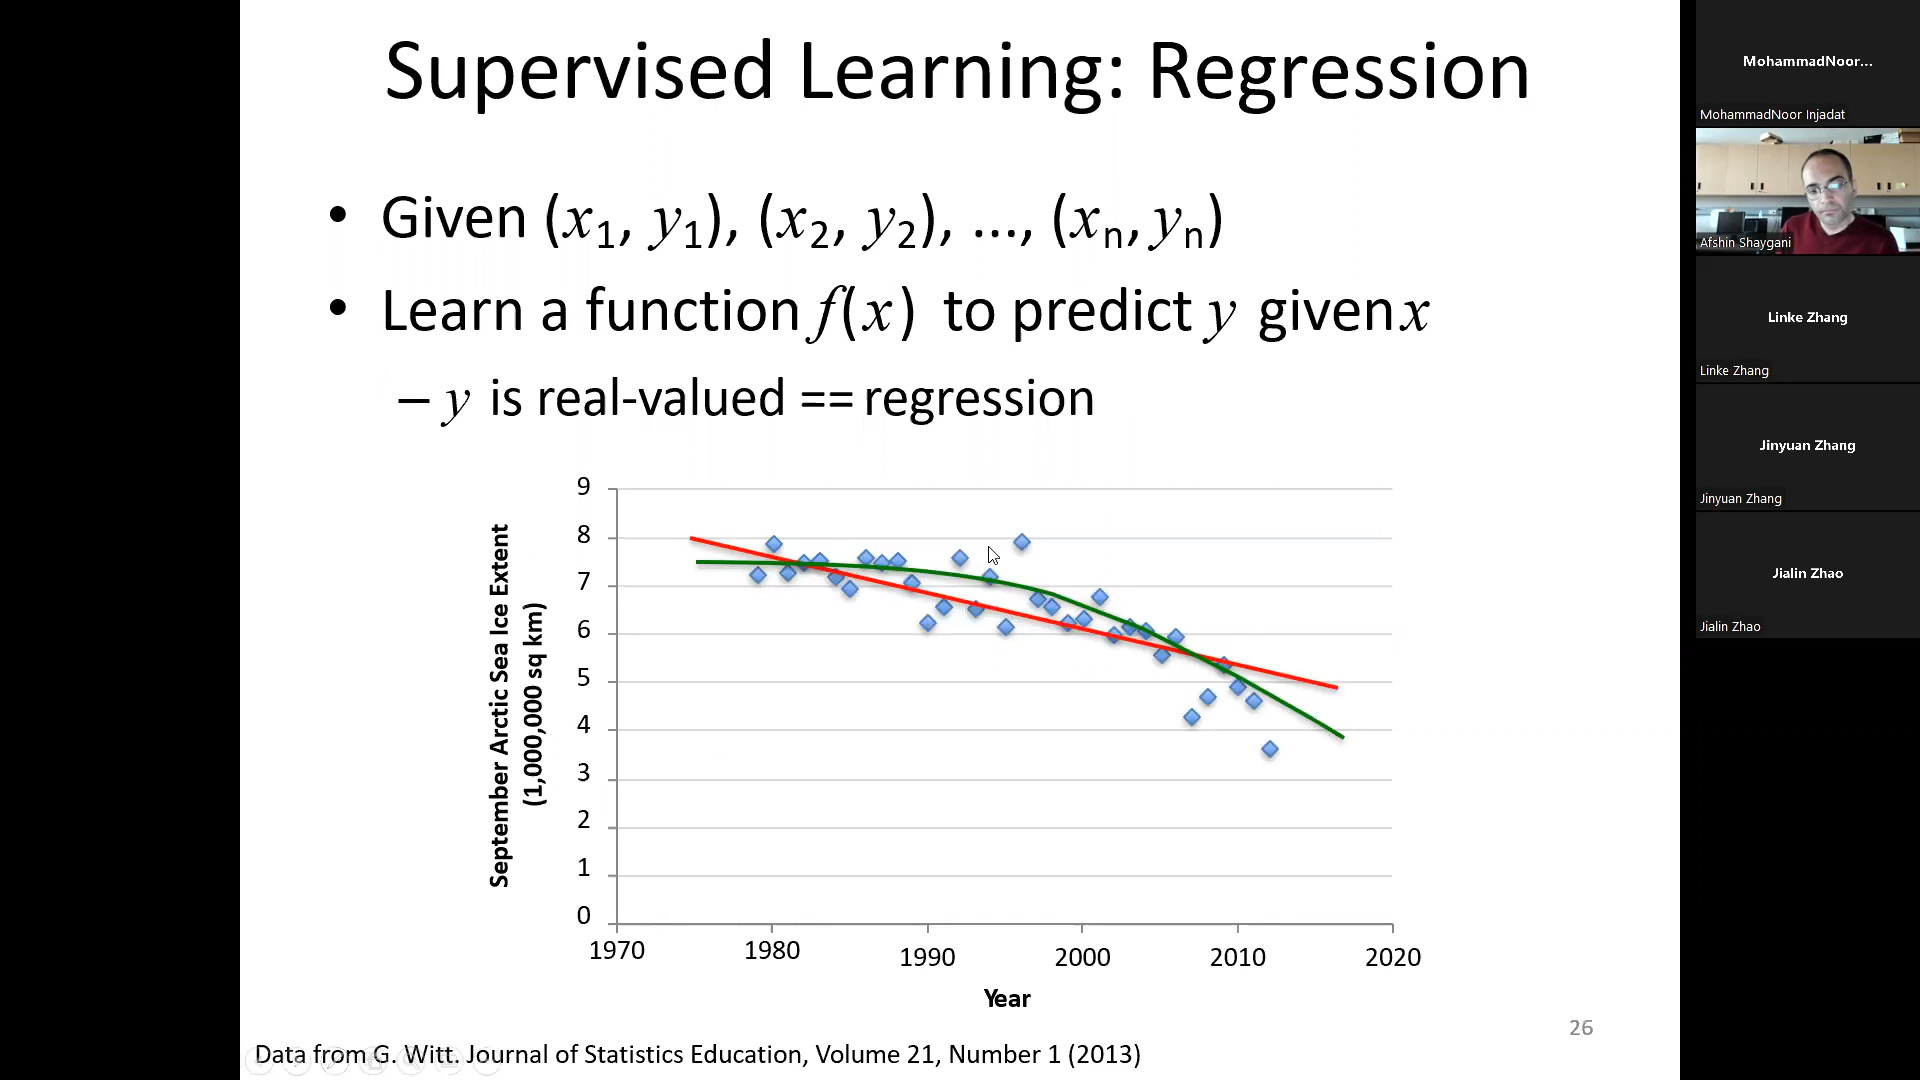 Supervised Learning: Regression
• Given (x₁, y₁), (x₂, y₂), ..., (xₙ, yₙ)
• Learn a function f(x) to predict y given x
– y is real-valued == regression
September Arctic Sea Ice Extent
(1,000,000 sq km)
9
8
7
6
5
4
3
2
1
0
1970
1980
1990
2000
2010
2020
Year
26
Data from G. Witt. Journal of Statistics Education, Volume 21, Number 1 (2013)
MohammadNoor...
MohammadNoor Injadat
Afshin Shaygani
Linke Zhang
Linke Zhang
Jinyuan Zhang
Jinyuan Zhang
Jialin Zhao
Jialin Zhao